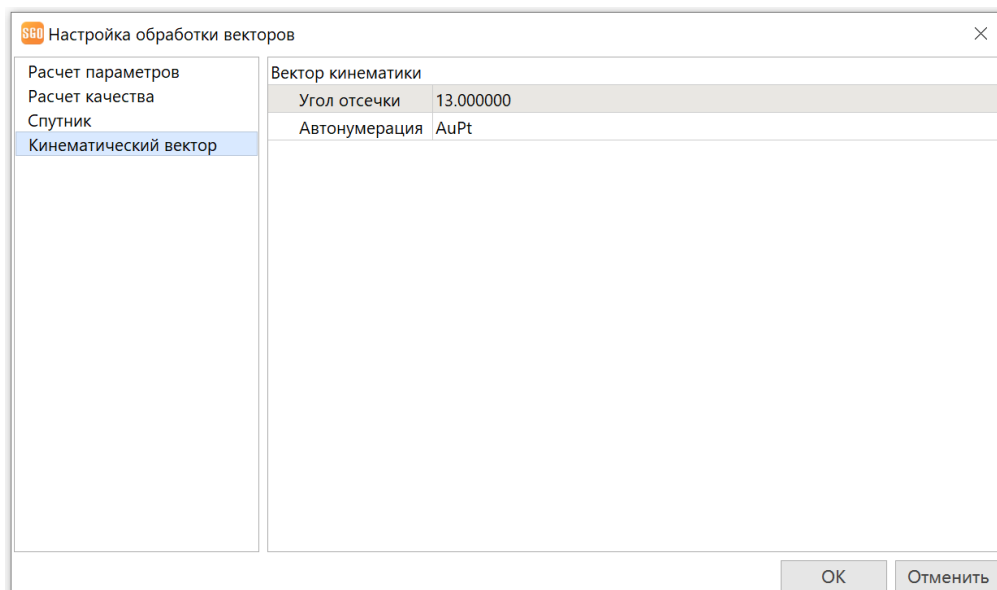 SGO Настройка обработки векторов
Расчет параметров
Расчет качества
Спутник
Кинематический вектор
Вектор кинематики
Угол отсечки 13.000000
Автонумерация AuPt
OK Отменить